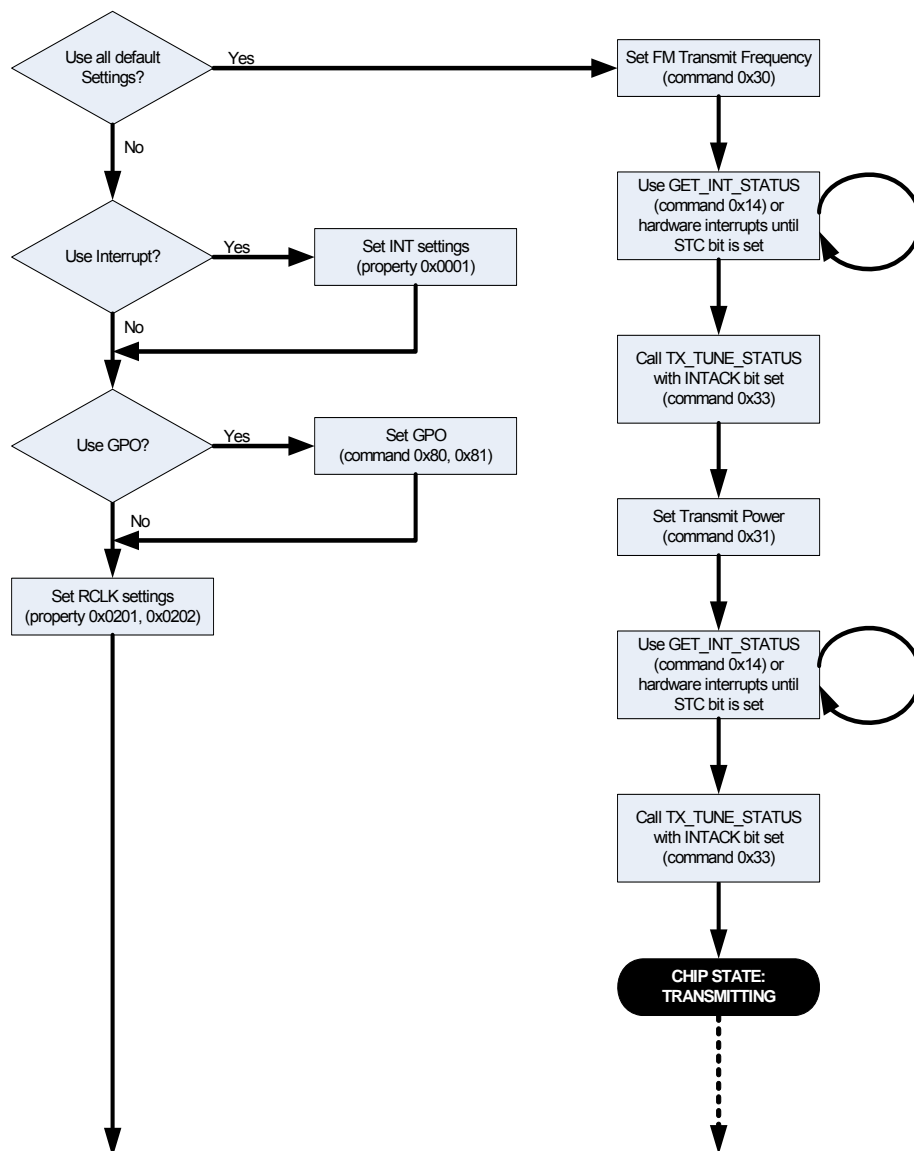 Use all default
Settings?
Yes
No
Use Interrupt?
Yes
Set INT settings
(property 0x0001)
No
Use GPO?
Yes
Set GPO
(command 0x80, 0x81)
No
Set RCLK settings
(property 0x0201, 0x0202)
Set FM Transmit Frequency
(command 0x30)
Use GET_INT_STATUS
(command 0x14) or
hardware interrupts until
STC bit is set
Call TX_TUNE_STATUS
with INTACK bit set
(command 0x33)
Set Transmit Power
(command 0x31)
Use GET_INT_STATUS
(command 0x14) or
hardware interrupts until
STC bit is set
Call TX_TUNE_STATUS
with INTACK bit set
(command 0x33)
CHIP STATE:
TRANSMITTING